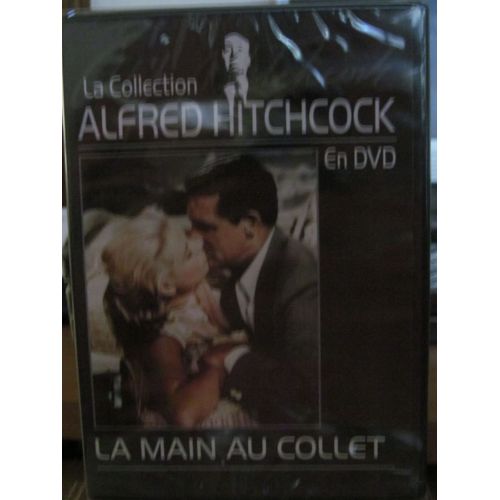 La Collection
ALFRED HITCHCOCK
En DVD
LA MAIN AU COLLET